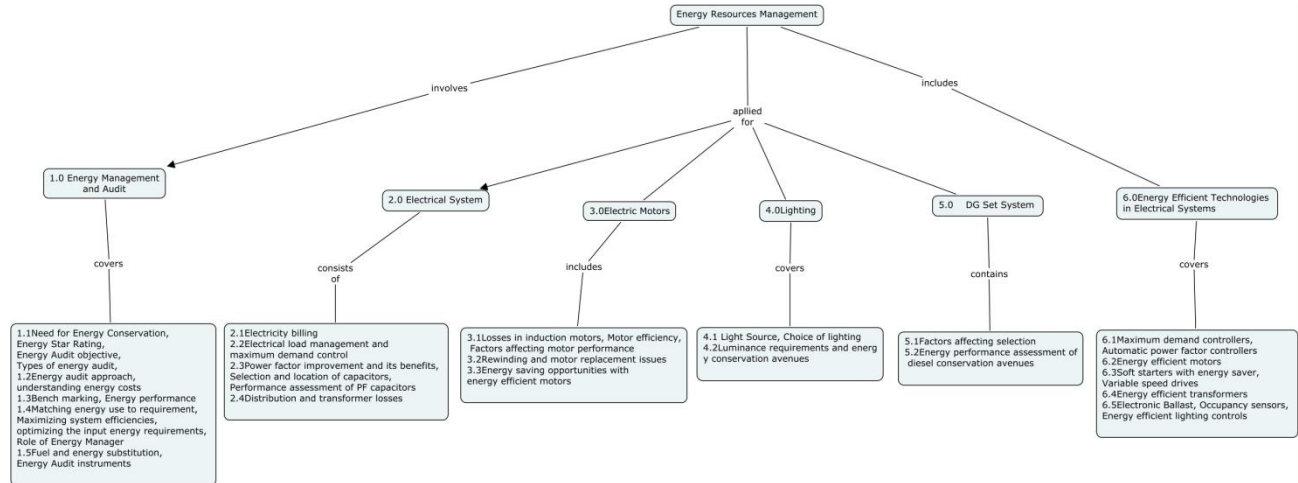 Energy Resources Management
involves
apllied
for
includes
1.0 Energy Management
and Audit
2.0 Electrical System
3.0Electric Motors
4.0Lighting
5.0 DG Set System
6.0Energy Efficient Technologies
in Electrical Systems
covers
consists
of
includes
covers
contains
covers
1.1Need for Energy Conservation,
Energy Star Rating,
Energy Audit objective,
Types of energy audit,
1.2Energy audit approach,
understanding energy costs
1.3Bench marking, Energy performance
1.4Matching energy use to requirement,
Maximizing system efficiencies,
optimizing the input energy requirements,
Role of Energy Manager
1.5Fuel and energy substitution,
Energy Audit instruments
2.1Electricity billing
2.2Electrical load management and
maximum demand control
2.3Power factor improvement and its benefits,
Selection and location of capacitors,
Performance assessment of PF capacitors
2.4Distribution and transformer losses
3.1Losses in induction motors, Motor efficiency,
Factors affecting motor performance
3.2Rewinding and motor replacement issues
3.3Energy saving opportunities with
energy efficient motors
4.1 Light Source, Choice of lighting
4.2Luminance requirements and energ
y conservation avenues
5.1Factors affecting selection
5.2Energy performance assessment of
diesel conservation avenues
6.1Maximum demand controllers,
Automatic power factor controllers
6.2Energy efficient motors
6.3Soft starters with energy saver,
Variable speed drives
6.4Energy efficient transformers
6.5Electronic Ballast, Occupancy sensors,
Energy efficient lighting controls